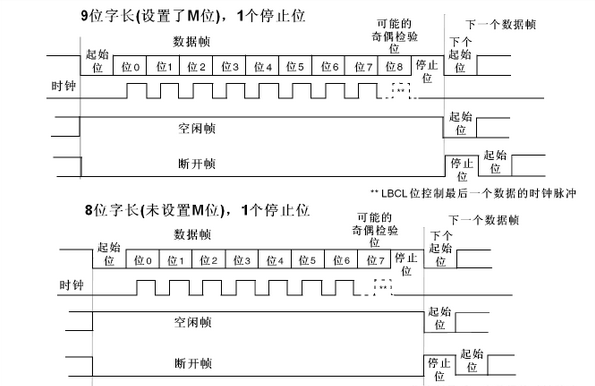 9位字长(设置了M位), 1个停止位
可能的
奇偶检验
位
下一个数据帧
数据帧
下个
起始
位
起始
位
位0 位1 位2 位3 位4 位5 位6 位7 位8 停止
位
时钟
**
空闲帧
起始
位
断开帧
停止
位
起始
位
** LBCL位控制最后一个数据的时钟脉冲
8位字长(未设置M位), 1个停止位
可能的
奇偶检验
位
下一个数据帧
数据帧
下个
起始
位
起始
位
位0 位1 位2 位3 位4 位5 位6 位7 停止
位
时钟
**
空闲帧
起始
位
断开帧
停止
位
起始
位